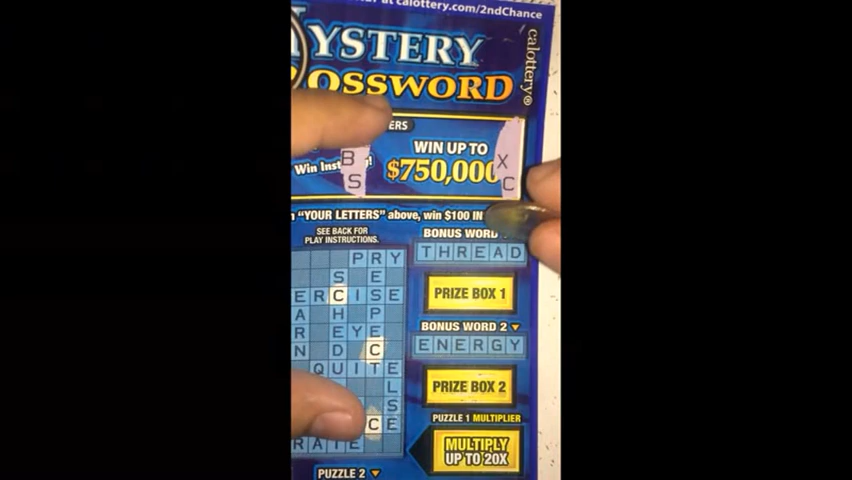 at calottery.com/2ndChance
calottery®
YSTERY
OSSWORD
ERS
WIN UP TO
$750,000
B
S
X
C
"YOUR LETTERS" above, win $100 IN
SEE BACK FOR
PLAY INSTRUCTIONS.
BONUS WORD
THREAD
PRIZE BOX 1
BONUS WORD 2
ENERGY
PRIZE BOX 2
PUZZLE 1 MULTIPLIER
MULTIPLY
UP TO 20X
PRY
S E
ERCISE
A H P
R EYE
N D C
QUITE
L
S
CE
RATE
PUZZLE 2